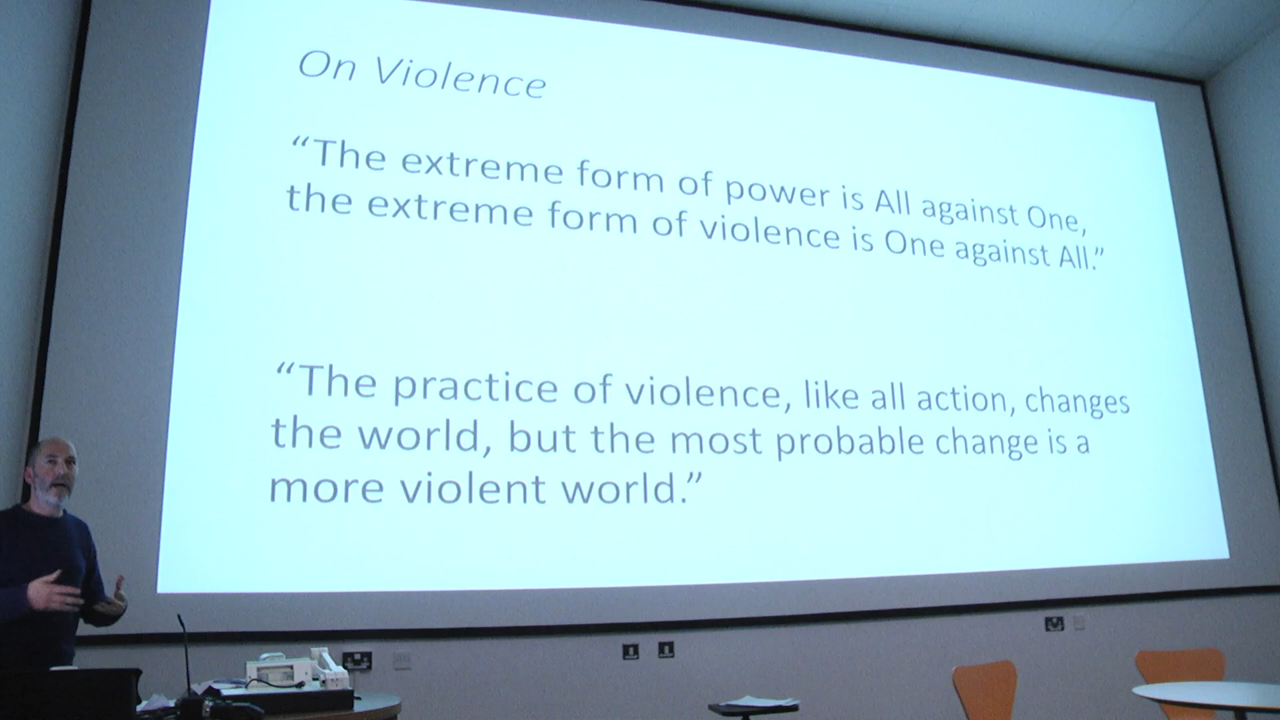 On Violence
“The extreme form of power is All against One,
the extreme form of violence is One against All.”
“The practice of violence, like all action, changes
the world, but the most probable change is a
more violent world.”